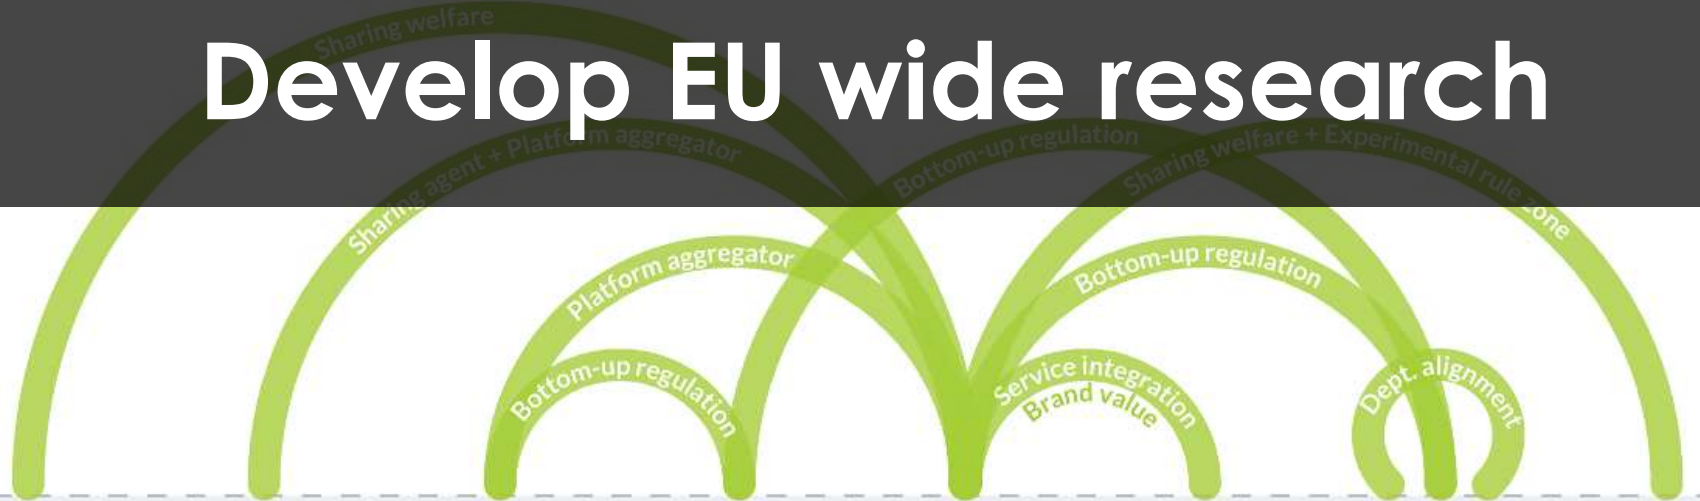 Sharing welfare
Develop EU wide research
Sharing agent + Platform aggregator
Bottom-up regulation
Sharing welfare + Experimental rule zone
Platform aggregator
Bottom-up regulation
Bottom-up regulation
Service integration
Brand value
Dept. alignment